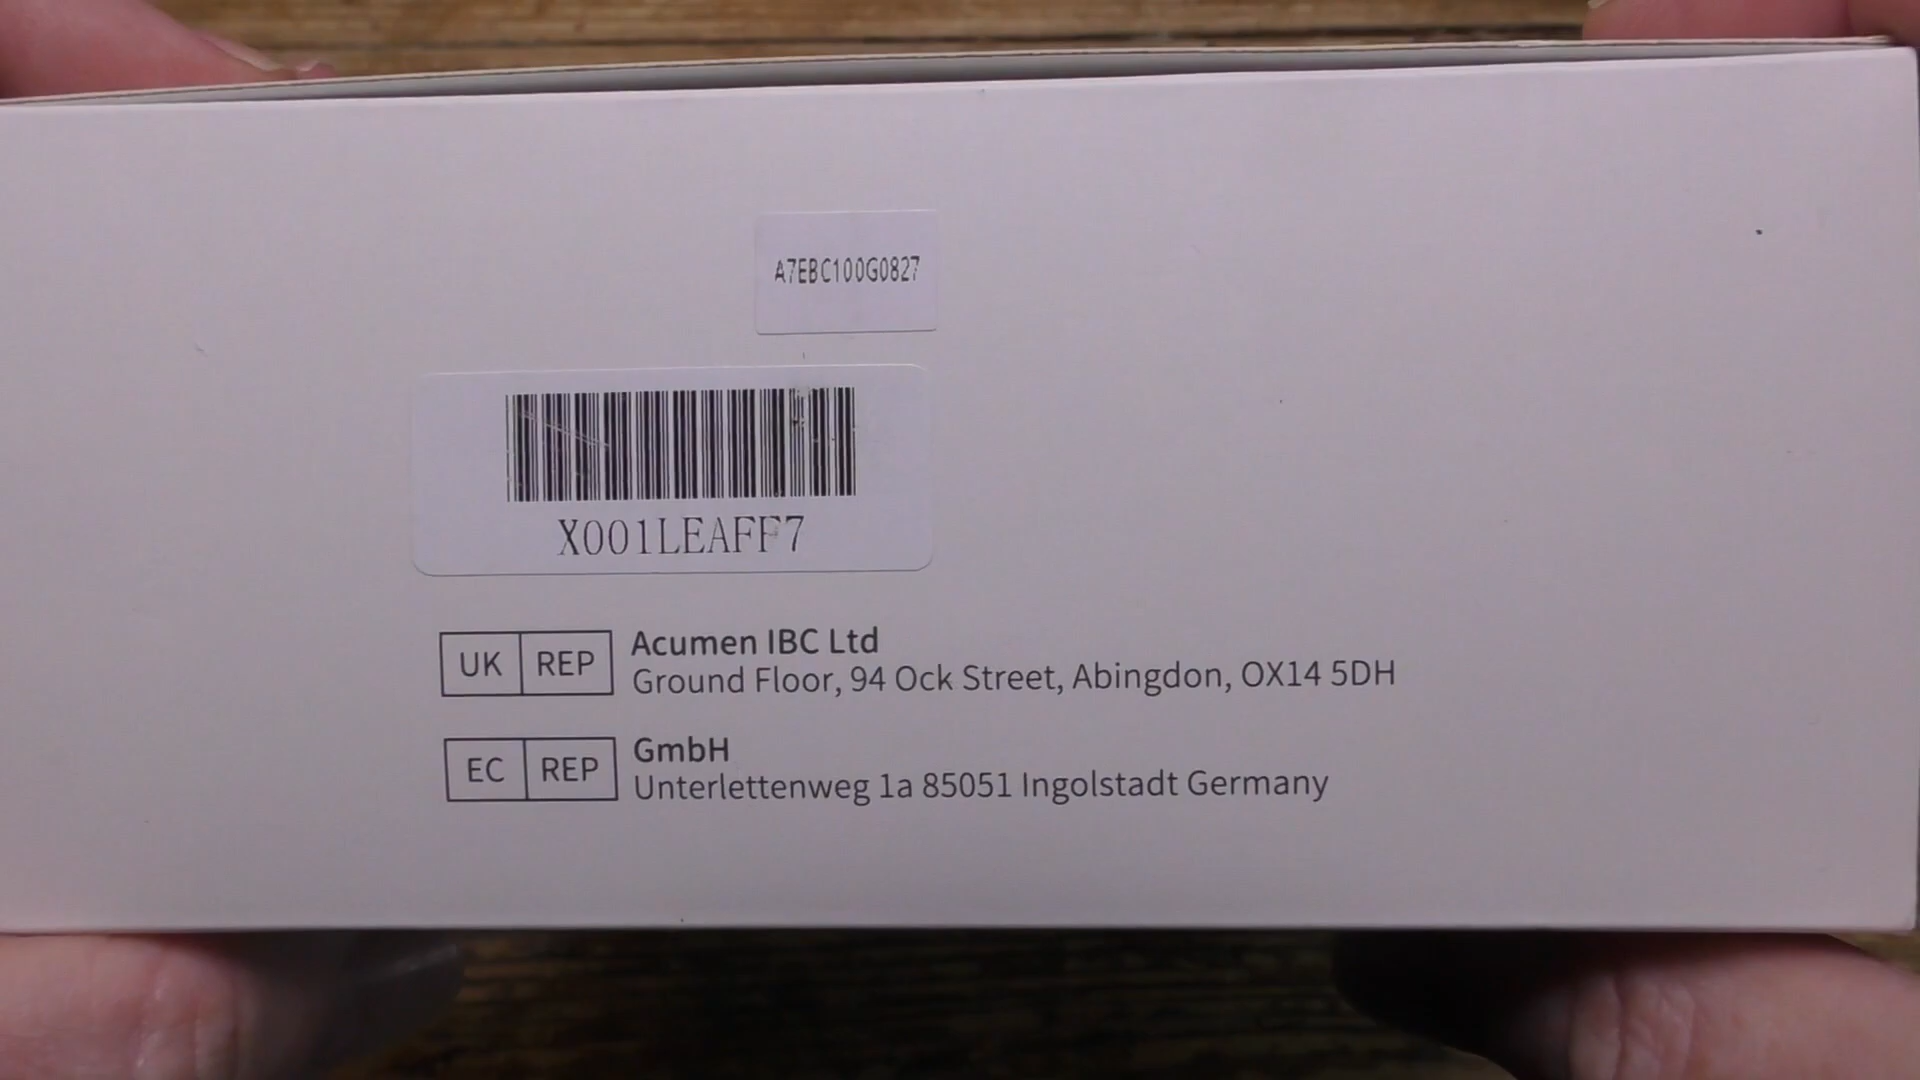 A7EBC100G0827
X001LEAFF7
UK REP Acumen IBC Ltd
Ground Floor, 94 Ock Street, Abingdon, OX14 5DH
EC REP GmbH
Unterlettenweg 1a 85051 Ingolstadt Germany